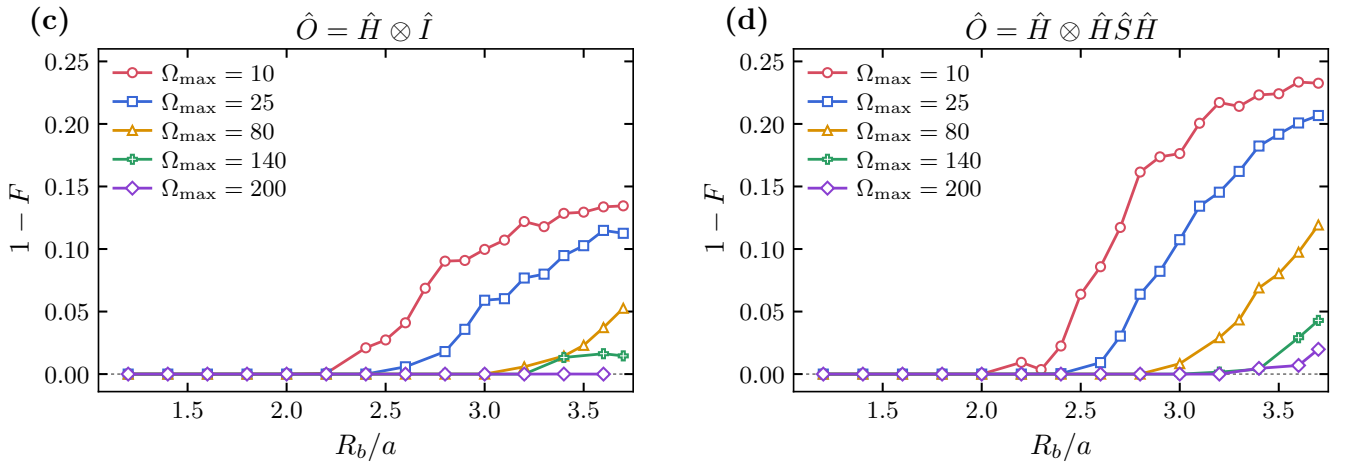 (c)
Ô = Ĥ ⊗ Î
0.25
0.20
0.15
0.10
0.05
0.00
1 − F
Ω_max = 10
Ω_max = 25
Ω_max = 80
Ω_max = 140
Ω_max = 200
1.5 2.0 2.5 3.0 3.5
R_b/a
(d)
Ô = Ĥ ⊗ ĤŜĤ
0.25
0.20
0.15
0.10
0.05
0.00
1 − F
Ω_max = 10
Ω_max = 25
Ω_max = 80
Ω_max = 140
Ω_max = 200
1.5 2.0 2.5 3.0 3.5
R_b/a